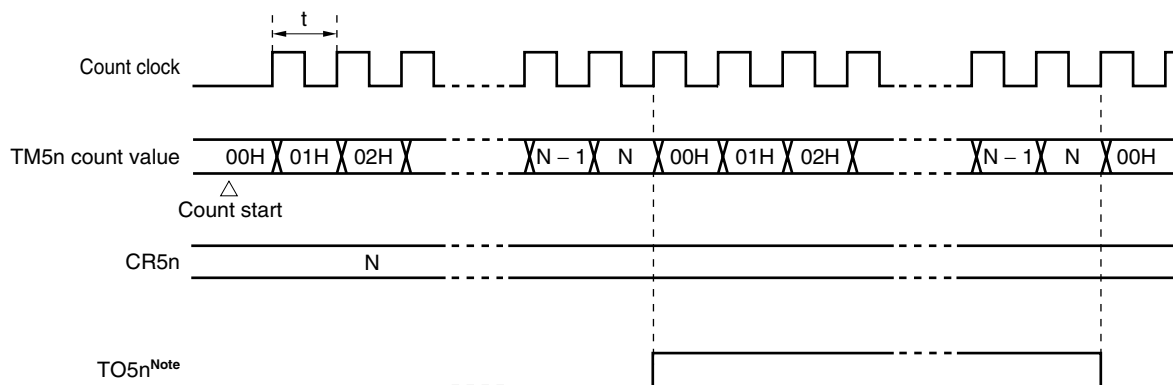 t
Count clock
TM5n count value 00H 01H 02H N − 1 N 00H 01H 02H N − 1 N 00H
Count start
CR5n N
TO5nNote